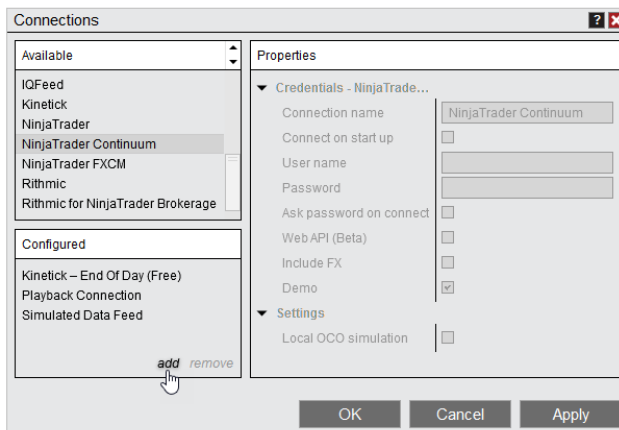 Connections
?
Available
IQFeed
Kinetick
NinjaTrader
NinjaTrader Continuum
NinjaTrader FXCM
Rithmic
Rithmic for NinjaTrader Brokerage
Configured
Kinetick – End Of Day (Free)
Playback Connection
Simulated Data Feed
add remove
Properties
Credentials - NinjaTrade...
Connection name NinjaTrader Continuum
Connect on start up
User name
Password
Ask password on connect
Web API (Beta)
Include FX
Demo
Settings
Local OCO simulation
OK Cancel Apply